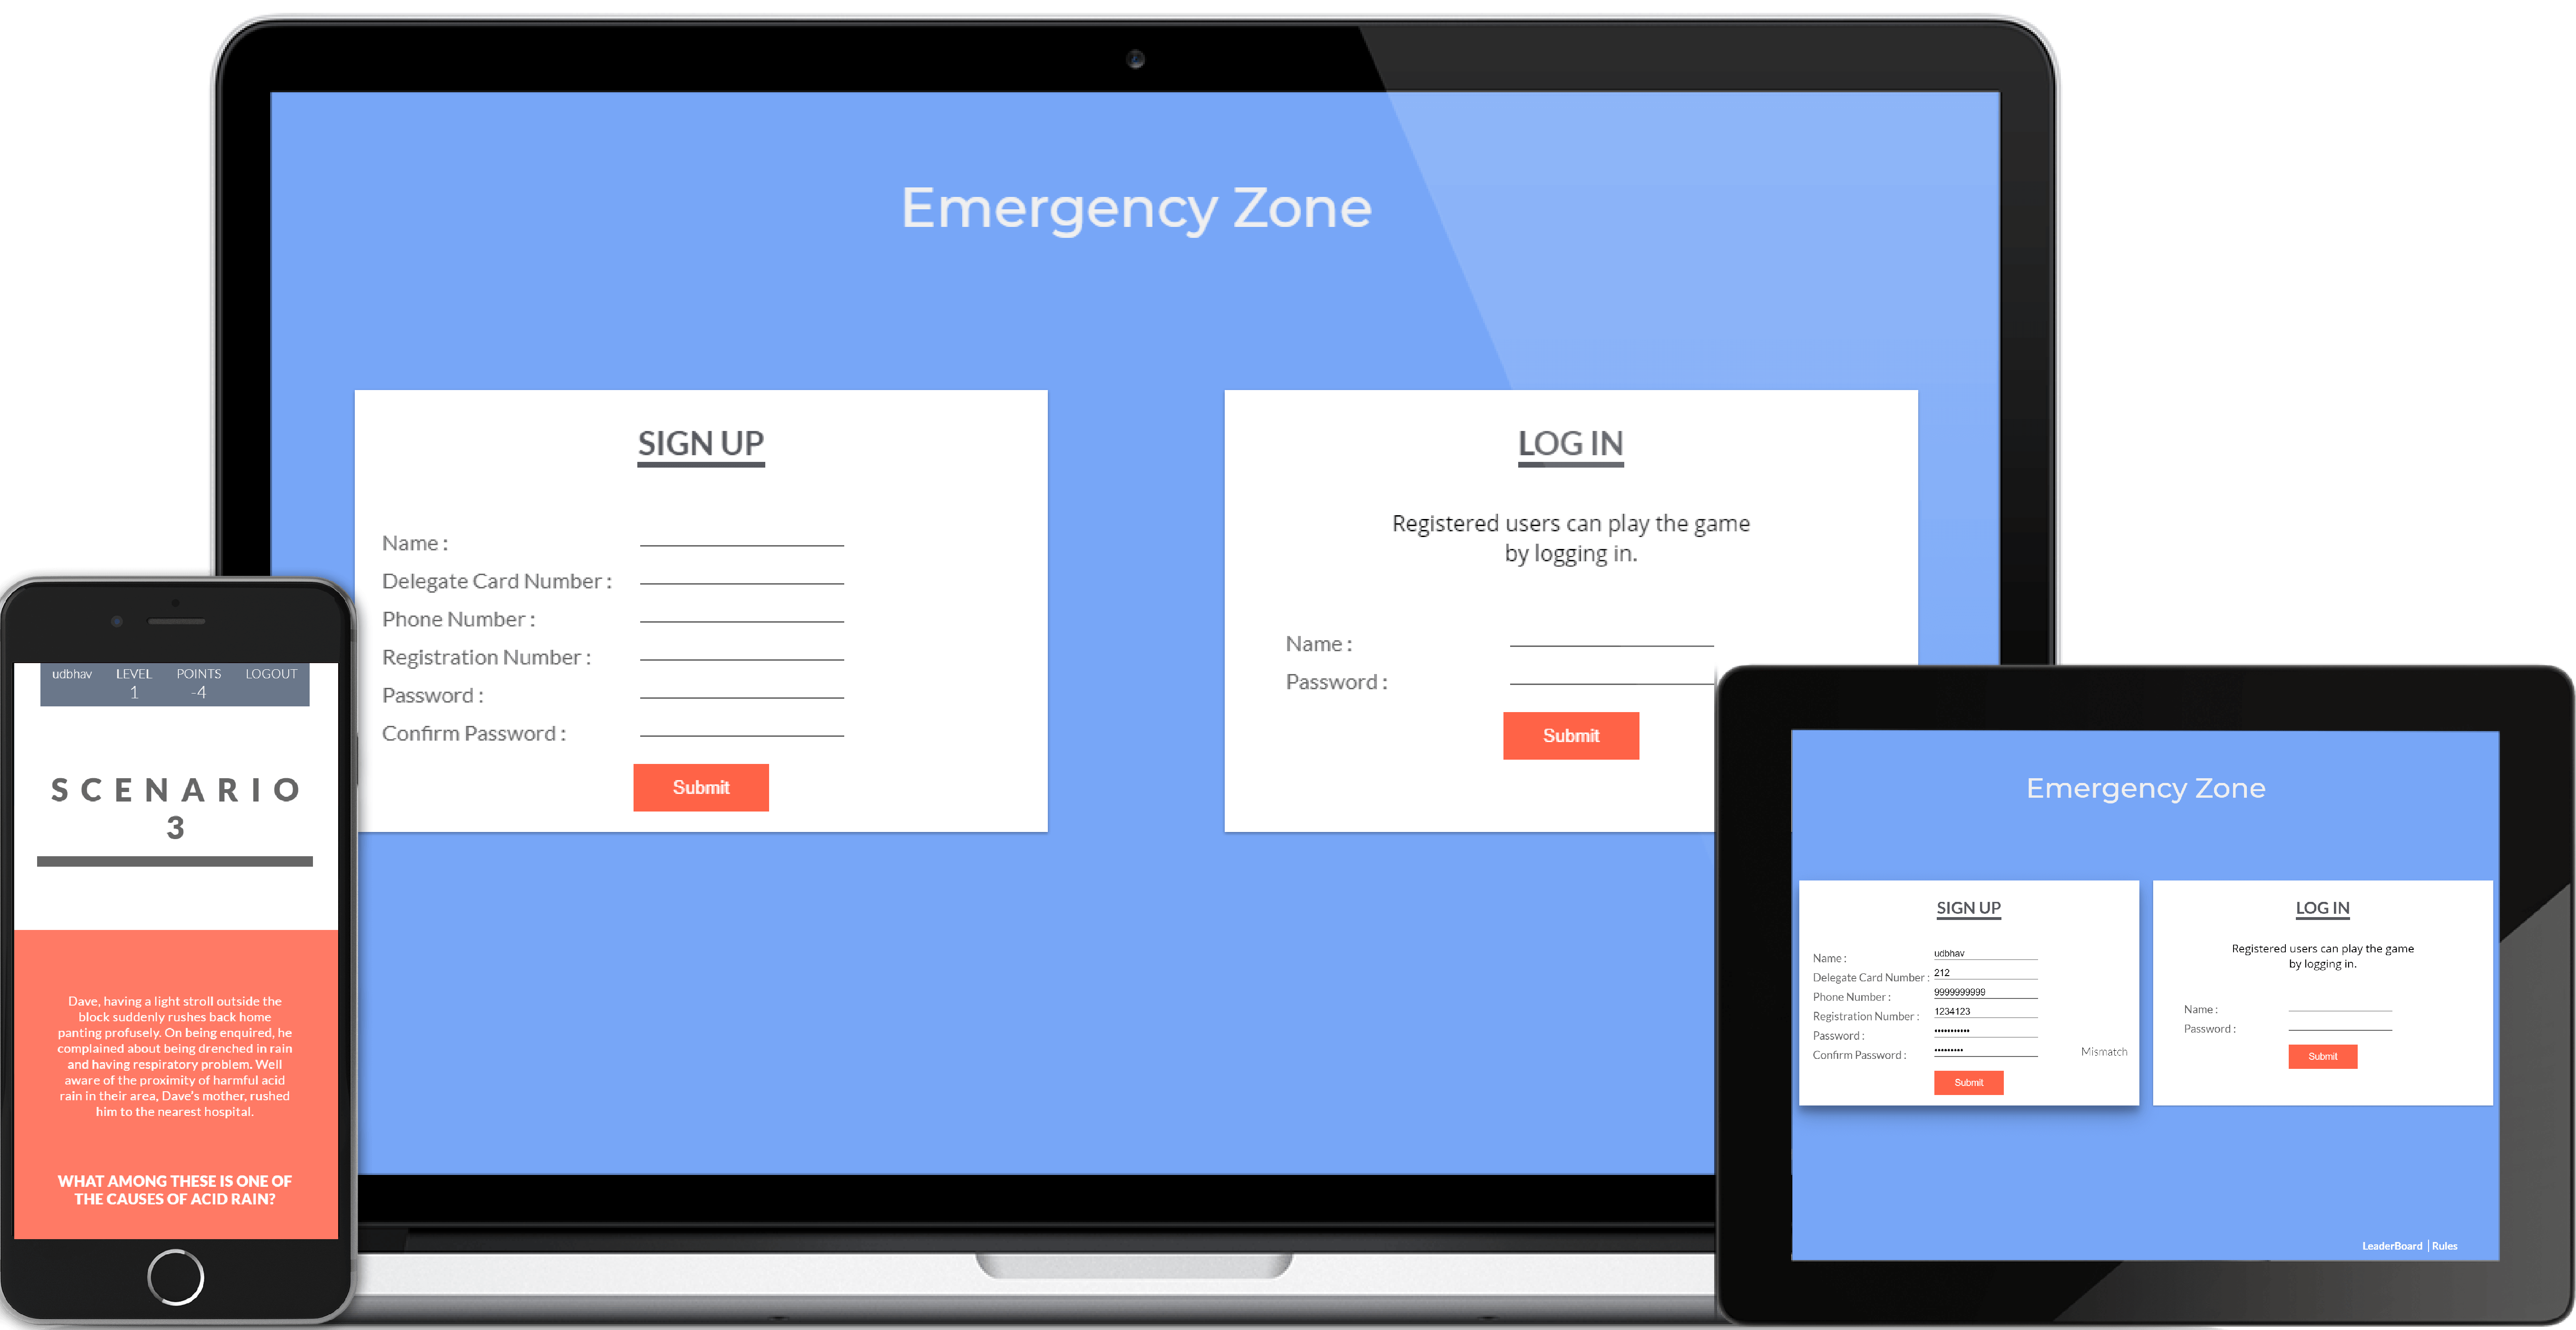 Emergency Zone
SIGN UP
Name :
Delegate Card Number :
Phone Number :
Registration Number :
Password :
Confirm Password :
Submit
LOG IN
Registered users can play the game
by logging in.
Name :
Password :
Submit
udbhav LEVEL POINTS LOGOUT
1 -4
SCENARIO
3
Dave, having a light stroll outside the
block suddenly rushes back home
panting profusely. On being enquired, he
complained about being drenched in rain
and having respiratory problem. Well
aware of the proximity of harmful acid
rain in their area, Dave's mother, rushed
him to the nearest hospital.
WHAT AMONG THESE IS ONE OF
THE CAUSES OF ACID RAIN?
Emergency Zone
SIGN UP
Name : udbhav
Delegate Card Number : 212
Phone Number : 9999999999
Registration Number : 1234123
Password : •••••••••••
Confirm Password : ••••••••• Mismatch
Submit
LOG IN
Registered users can play the game
by logging in.
Name :
Password :
Submit
LeaderBoard | Rules